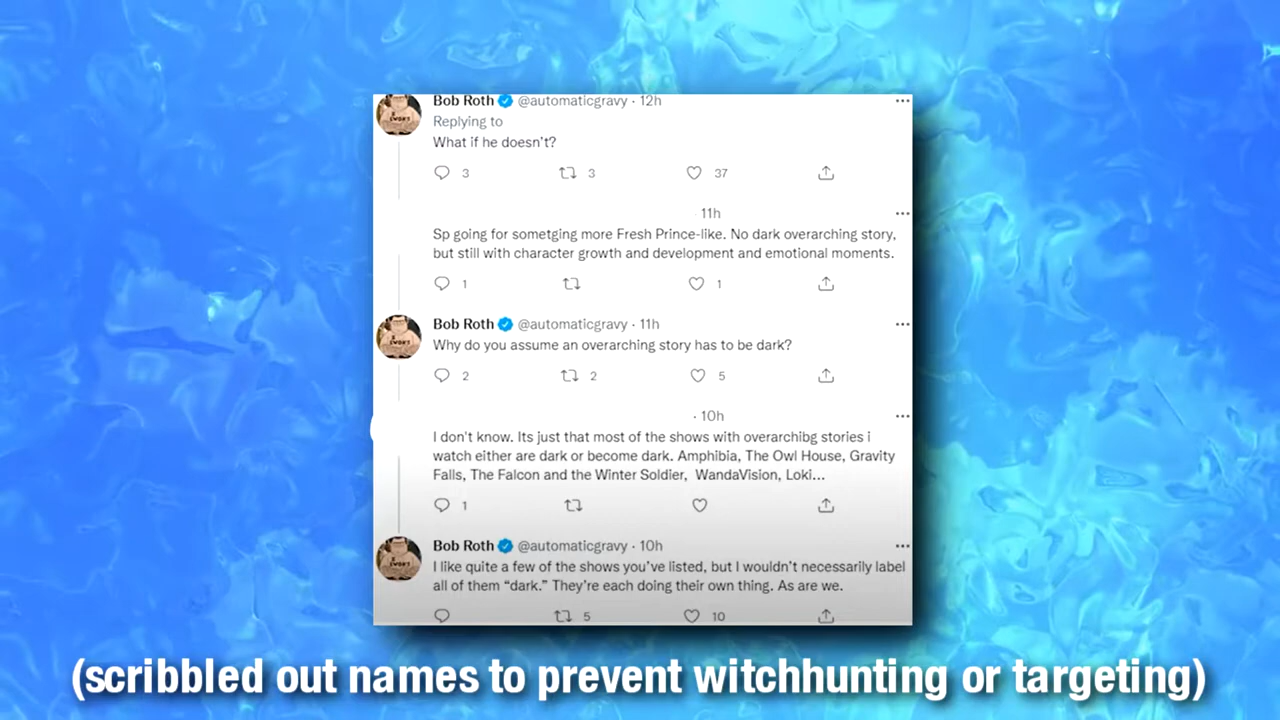 Bob Roth @automaticgravy · 12h
Replying to
What if he doesn't?
3 3 37
11h
Sp going for sometging more Fresh Prince-like. No dark overarching story,
but still with character growth and development and emotional moments.
1 1
Bob Roth @automaticgravy · 11h
Why do you assume an overarching story has to be dark?
2 2 5
· 10h
I don't know. Its just that most of the shows with overarchibg stories i
watch either are dark or become dark. Amphibia, The Owl House, Gravity
Falls, The Falcon and the Winter Soldier, WandaVision, Loki...
1
Bob Roth @automaticgravy · 10h
I like quite a few of the shows you've listed, but I wouldn't necessarily label
all of them “dark.” They're each doing their own thing. As are we.
5 10
(scribbled out names to prevent witchhunting or targeting)